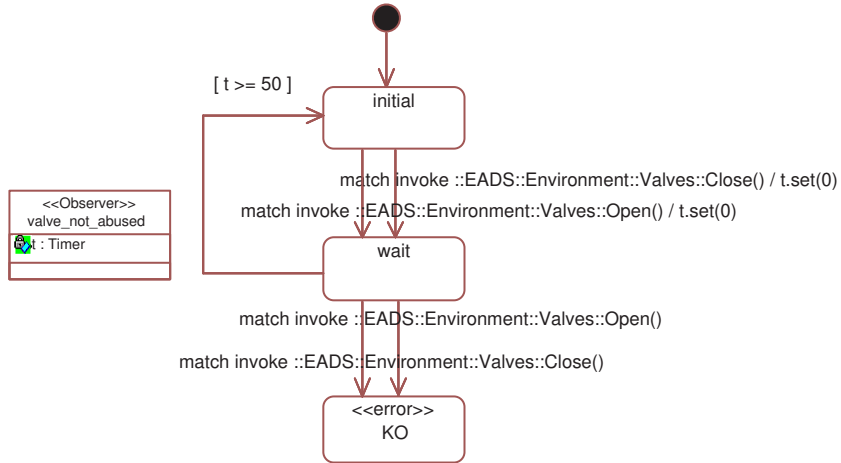 [ t >= 50 ]
initial
match invoke ::EADS::Environment::Valves::Close() / t.set(0)
<<Observer>>
valve_not_abused
match invoke ::EADS::Environment::Valves::Open() / t.set(0)
t : Timer
wait
match invoke ::EADS::Environment::Valves::Open()
match invoke ::EADS::Environment::Valves::Close()
<<error>>
KO